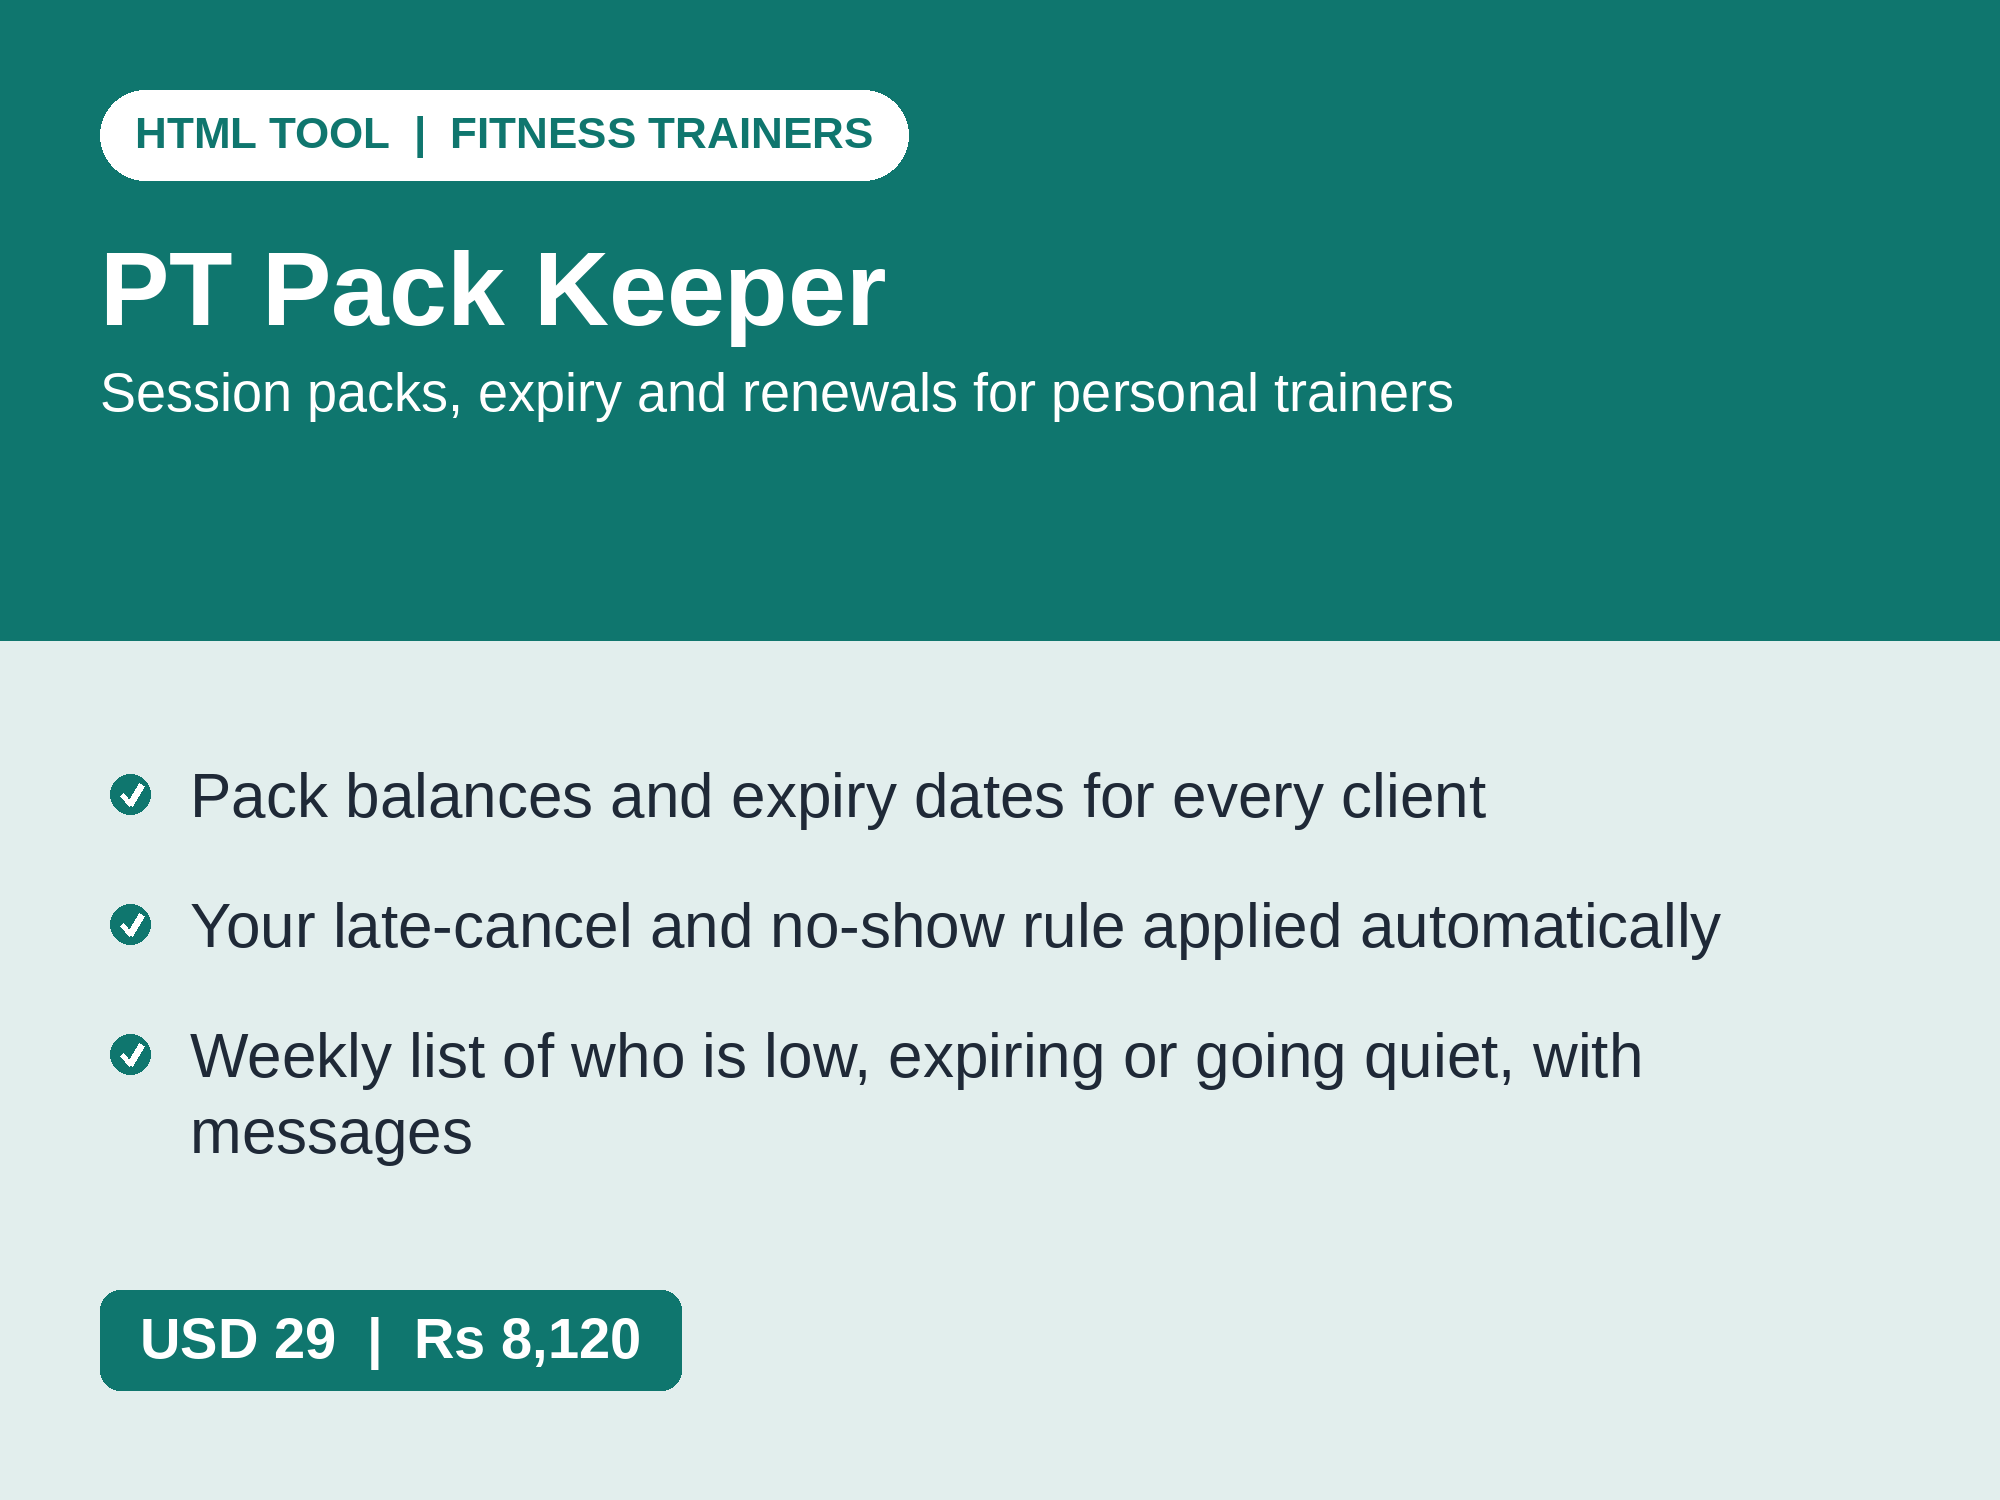 HTML TOOL | FITNESS TRAINERS
PT Pack Keeper
Session packs, expiry and renewals for personal trainers
Pack balances and expiry dates for every client
Your late-cancel and no-show rule applied automatically
Weekly list of who is low, expiring or going quiet, with
messages
USD 29 | Rs 8,120